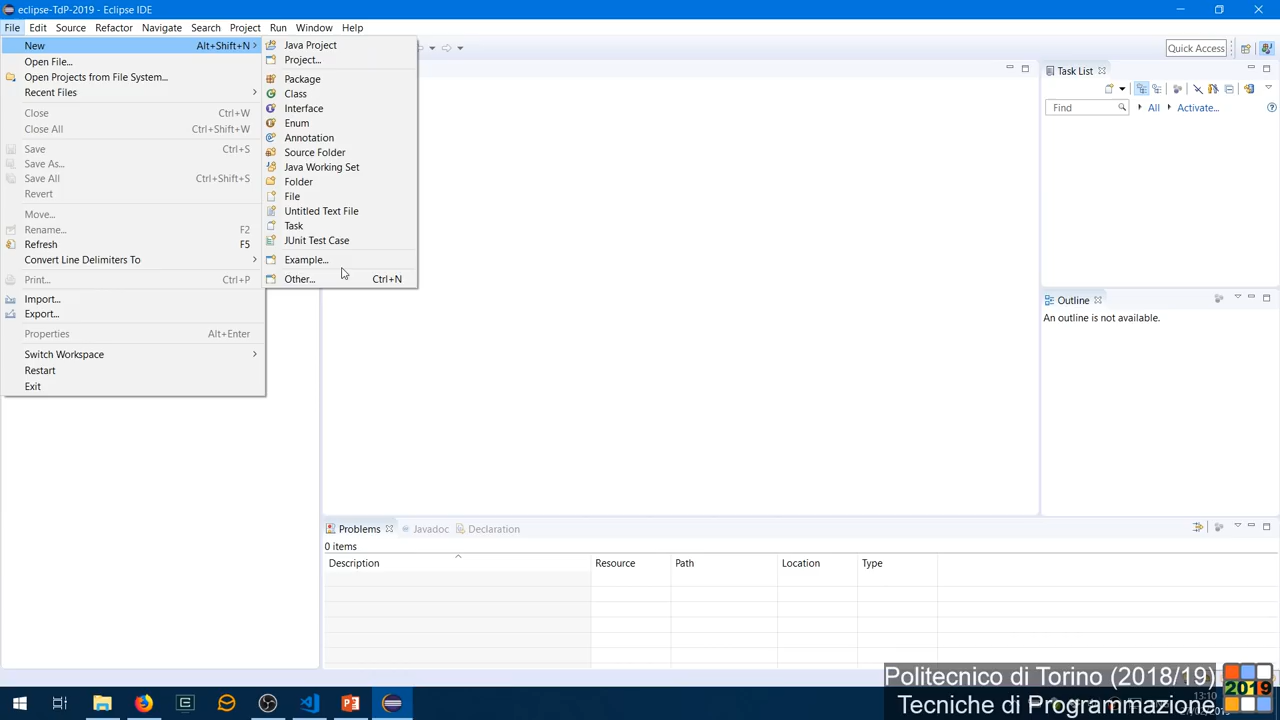 eclipse-TdP-2019 - Eclipse IDE
File Edit Source Refactor Navigate Search Project Run Window Help
New Alt+Shift+N
Open File...
Open Projects from File System...
Recent Files
Close Ctrl+W
Close All Ctrl+Shift+W
Save Ctrl+S
Save As...
Save All Ctrl+Shift+S
Revert
Move...
Rename... F2
Refresh F5
Convert Line Delimiters To
Print... Ctrl+P
Import...
Export...
Properties Alt+Enter
Switch Workspace
Restart
Exit
Java Project
Project...
Package
Class
Interface
Enum
Annotation
Source Folder
Java Working Set
Folder
File
Untitled Text File
Task
JUnit Test Case
Example...
Other... Ctrl+N
Quick Access
Task List
Find All Activate...
Outline
An outline is not available.
Problems Javadoc Declaration
0 items
Description Resource Path Location Type
Politecnico di Torino (2018/19)
Tecniche di Programmazione
13:10
2019